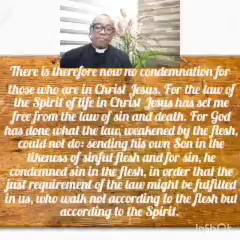 There is therefore now no condemnation for
those who are in Christ Jesus. For the law of
the Spirit of life in Christ Jesus has set me
free from the law of sin and death. For God
has done what the law, weakened by the flesh,
could not do: sending his own Son in the
likeness of sinful flesh and for sin, he
condemned sin in the flesh, in order that the
just requirement of the law might be fulfilled
in us, who walk not according to the flesh but
according to the Spirit.
InShOt